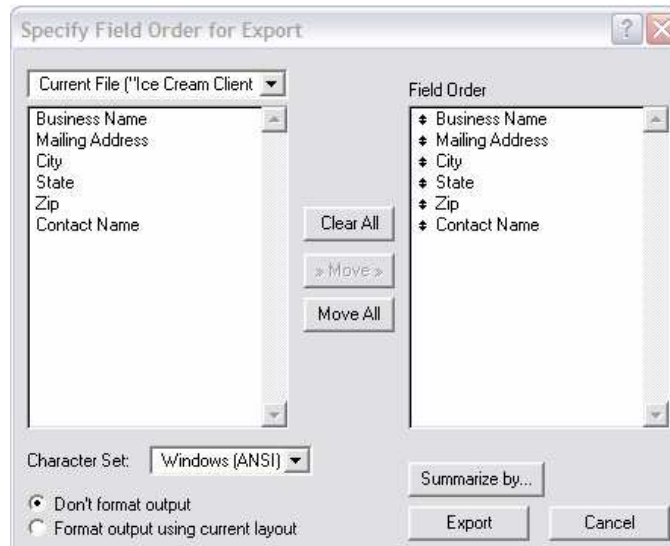 Specify Field Order for Export
?
Current File ("Ice Cream Client
Business Name
Mailing Address
City
State
Zip
Contact Name
Clear All
» Move »
Move All
Field Order
Business Name
Mailing Address
City
State
Zip
Contact Name
Character Set: Windows (ANSI)
Don't format output
Format output using current layout
Summarize by...
Export
Cancel